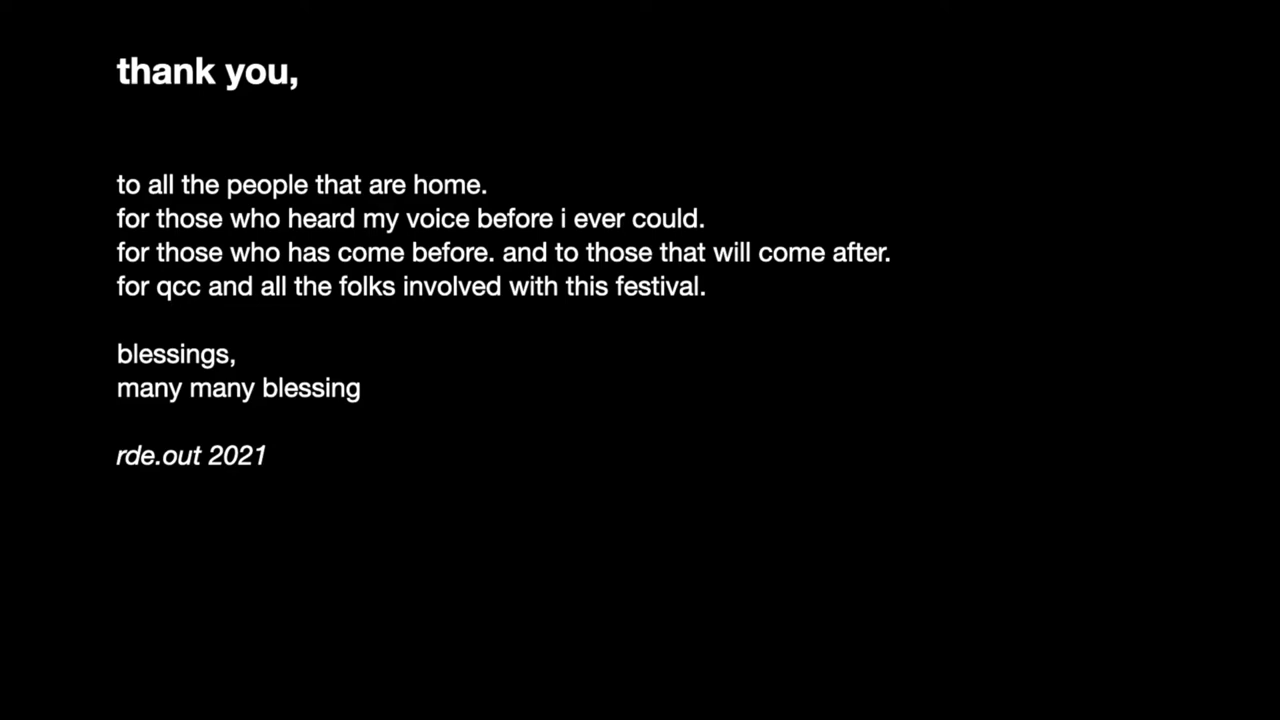 thank you,
to all the people that are home.
for those who heard my voice before i ever could.
for those who has come before. and to those that will come after.
for qcc and all the folks involved with this festival.
blessings,
many many blessing
rde.out 2021